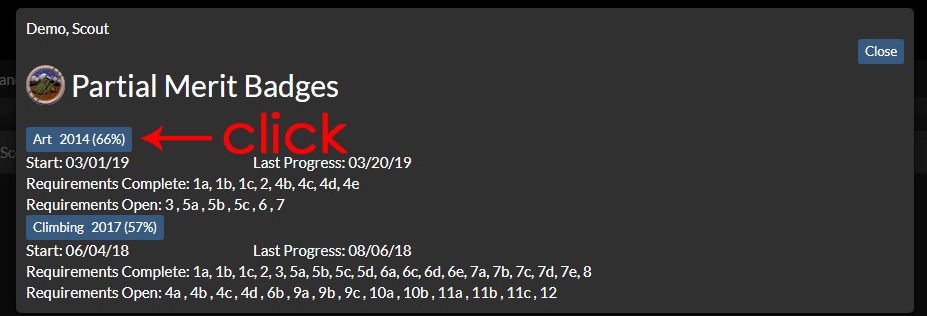 Demo, Scout
Close
Partial Merit Badges
Art 2014 (66%)
click
Start: 03/01/19 Last Progress: 03/20/19
Requirements Complete: 1a, 1b, 1c, 2, 4b, 4c, 4d, 4e
Requirements Open: 3 , 5a , 5b , 5c , 6 , 7
Climbing 2017 (57%)
Start: 06/04/18 Last Progress: 08/06/18
Requirements Complete: 1a, 1b, 1c, 2, 3, 5a, 5b, 5c, 5d, 6a, 6c, 6d, 6e, 7a, 7b, 7c, 7d, 7e, 8
Requirements Open: 4a , 4b , 4c , 4d , 6b , 9a , 9b , 9c , 10a , 10b , 11a , 11b , 11c , 12